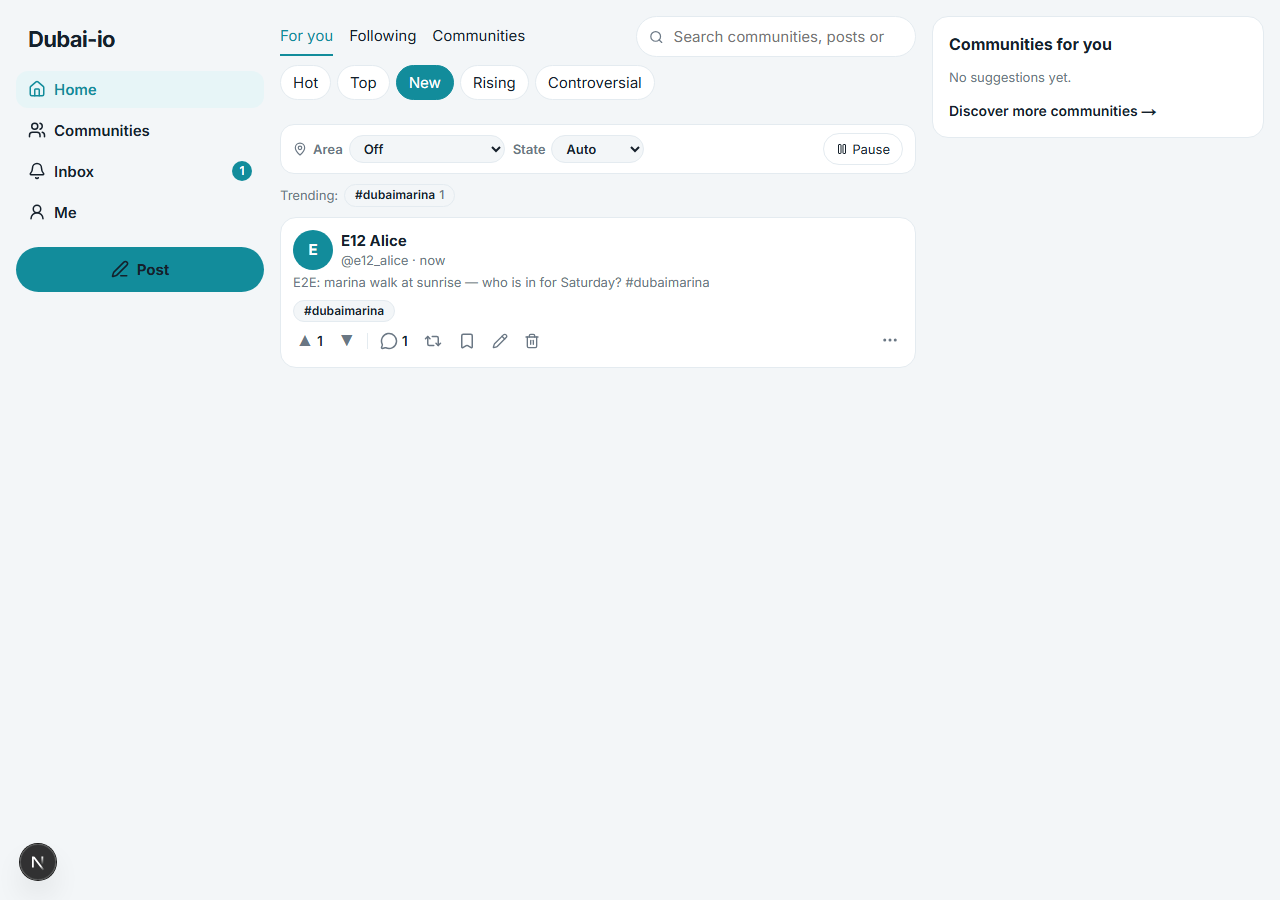 Dubai-io
Home
Communities
Inbox 1
Me
Post
For you Following Communities
Search communities, posts or
Hot Top New Rising Controversial
Area Off State Auto Pause
Trending: #dubaimarina 1
E
E12 Alice
@e12_alice · now
E2E: marina walk at sunrise — who is in for Saturday? #dubaimarina
#dubaimarina
1 1
Communities for you
No suggestions yet.
Discover more communities →
N